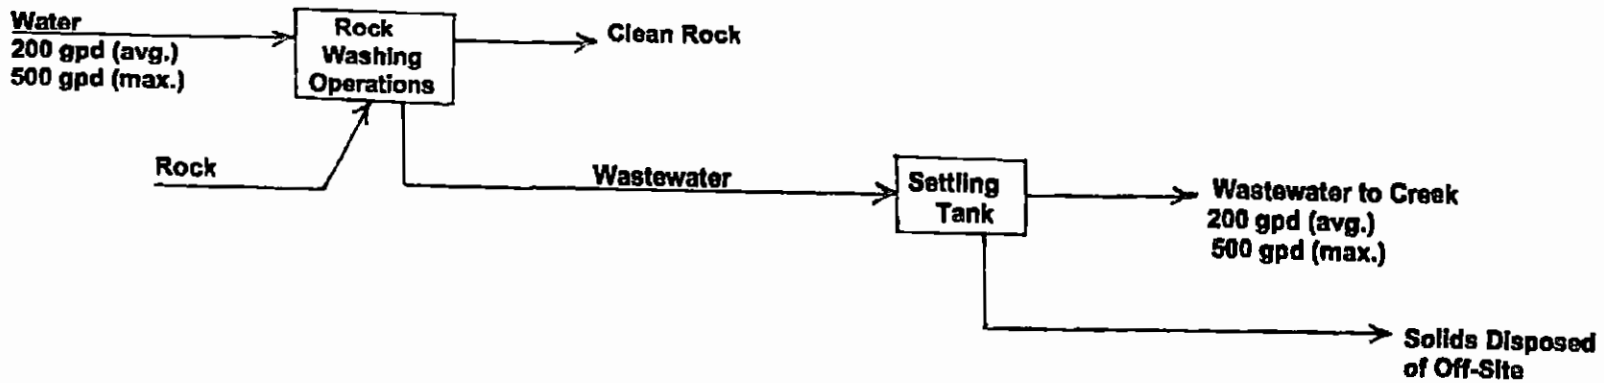 Water
200 gpd (avg.)
500 gpd (max.)
Rock
Washing
Operations
Clean Rock
Rock
Wastewater
Settling
Tank
Wastewater to Creek
200 gpd (avg.)
500 gpd (max.)
Solids Disposed
of Off-Site